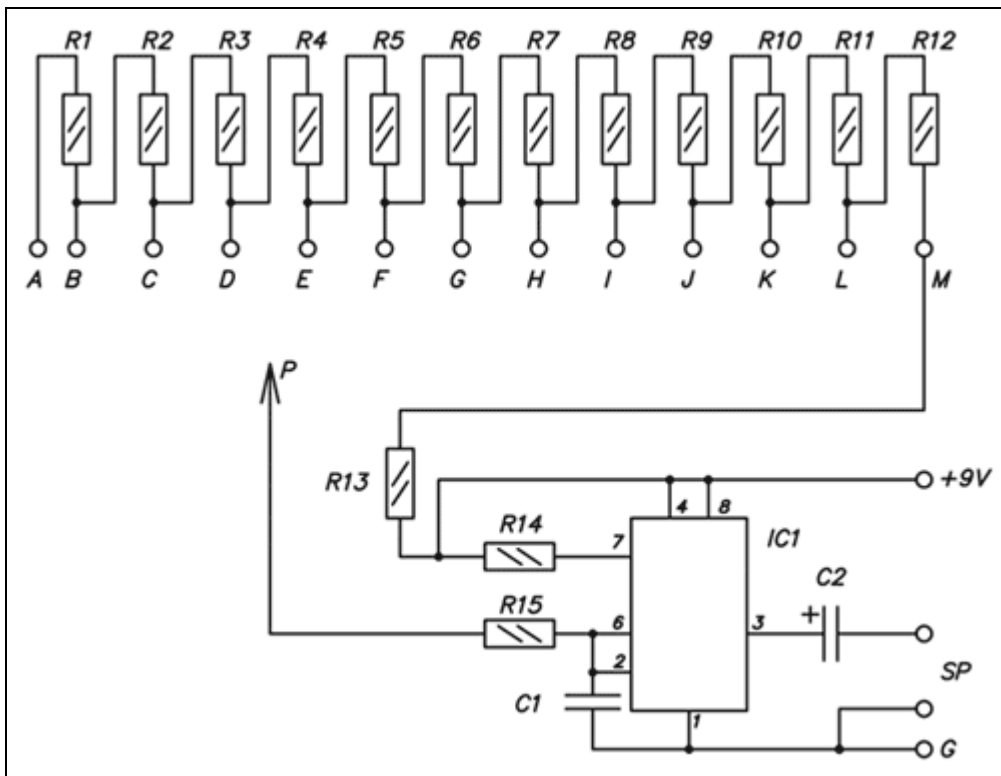 R1 R2 R3 R4 R5 R6 R7 R8 R9 R10 R11 R12
A B C D E F G H I J K L M
P
R13
+9V
4 8
R14
7
IC1
R15
C2
6
+
3
2
SP
C1
1
G